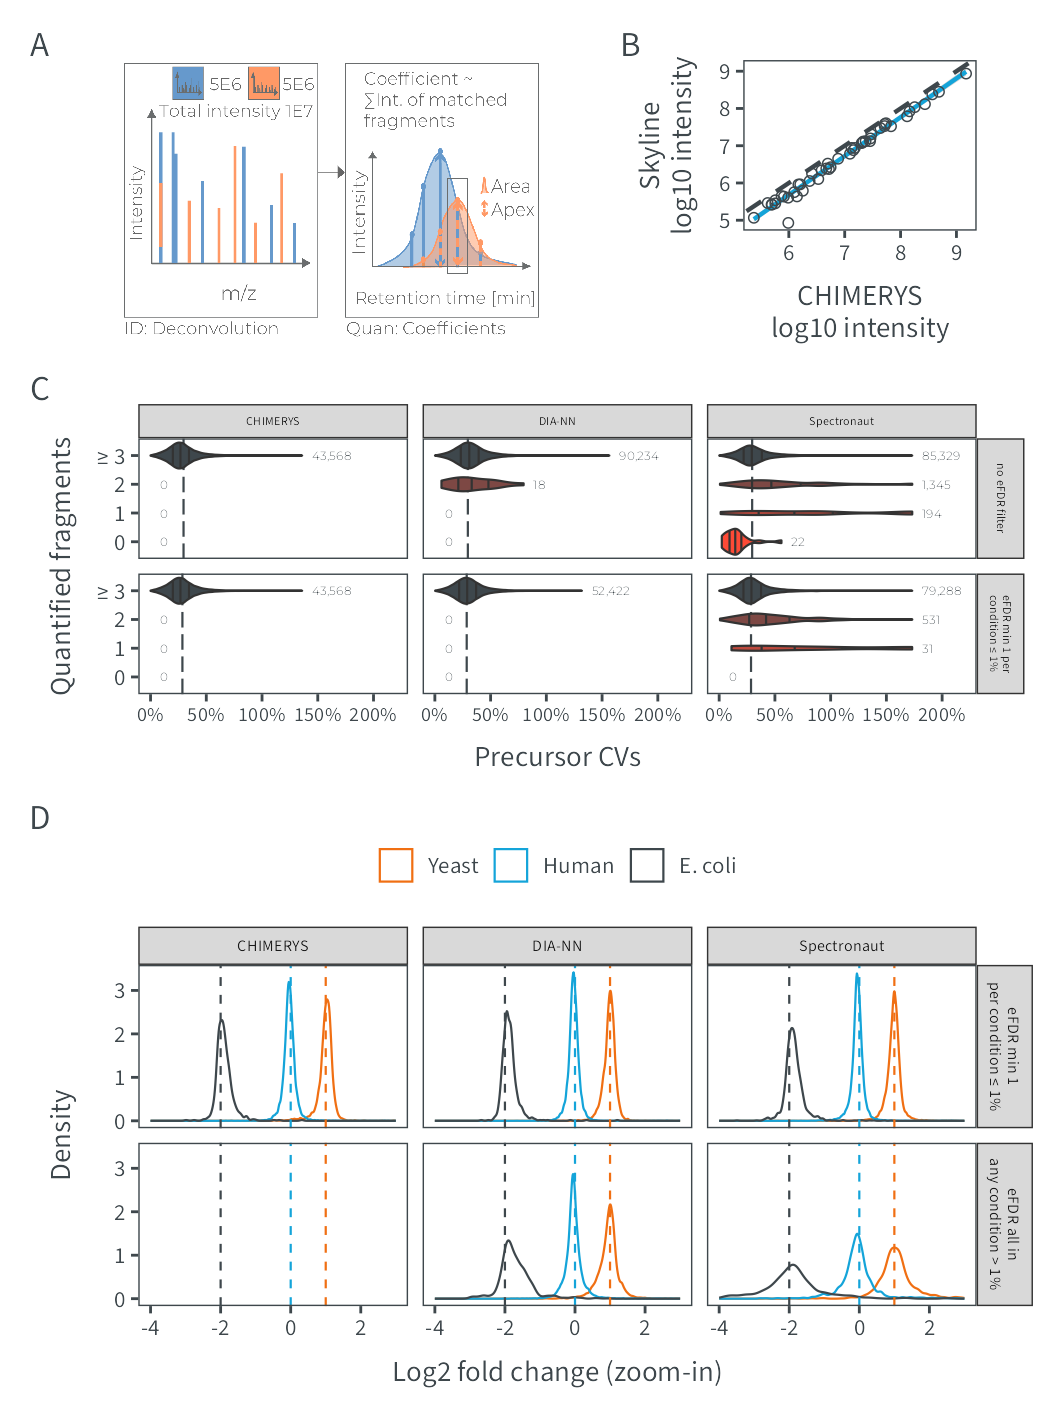 A
5E6
5E6
Total intensity 1E7
Intensity
m/z
ID: Deconvolution
Coefficient ~
∑Int. of matched
fragments
Intensity
Area
Apex
Retention time [min]
Quan: Coefficients
B
Skyline
log10 intensity
9
8
7
6
5
6
7
8
9
CHIMERYS
log10 intensity
C
Quantified fragments
CHIMERYS
DIA-NN
Spectronaut
≥ 3
2
1
0
43,568
0
0
0
90,234
18
0
0
85,329
1,345
194
22
no eFDR filter
≥ 3
2
1
0
43,568
0
0
0
52,422
0
0
0
79,288
531
31
0
eFDR min 1 per
condition ≤ 1%
0%
50%
100%
150%
200%
0%
50%
100%
150%
200%
0%
50%
100%
150%
200%
Precursor CVs
D
Yeast
Human
E. coli
CHIMERYS
DIA-NN
Spectronaut
Density
3
2
1
0
eFDR min 1
per condition ≤ 1%
3
2
1
0
eFDR all in
any condition > 1%
-4
-2
0
2
-4
-2
0
2
-4
-2
0
2
Log2 fold change (zoom-in)